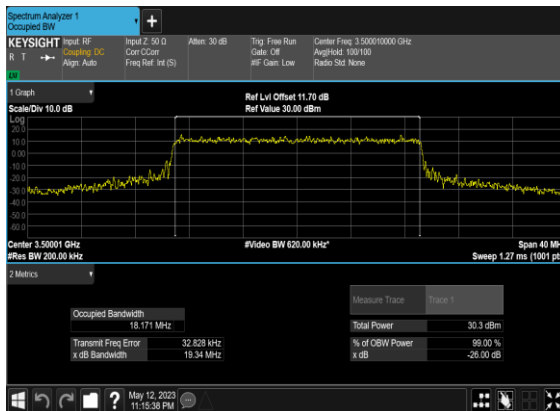 Spectrum Analyzer 1
Occupied BW
KEYSIGHT Input: RF Input Z: 50 Ω Atten: 30 dB Trig: Free Run Center Freq: 3.500010000 GHz
R T Coupling: DC Corr CCorr Gate: Off Avg|Hold: 100/100
Align: Auto Freq Ref: Int (S) #IF Gain: Low Radio Std: None
LXI
1 Graph
Ref Lvl Offset 11.70 dB
Scale/Div 10.0 dB Ref Value 30.00 dBm
Log
20.0
10.0
0.00
-10.0
-20.0
-30.0
-40.0
-50.0
-60.0
Center 3.50001 GHz #Video BW 620.00 kHz* Span 40 MH
#Res BW 200.00 kHz Sweep 1.27 ms (1001 pts
2 Metrics
Measure Trace Trace 1
Occupied Bandwidth
18.171 MHz Total Power 30.3 dBm
Transmit Freq Error 32.828 kHz % of OBW Power 99.00 %
x dB Bandwidth 19.34 MHz x dB -26.00 dB
May 12, 2023
11:15:38 PM